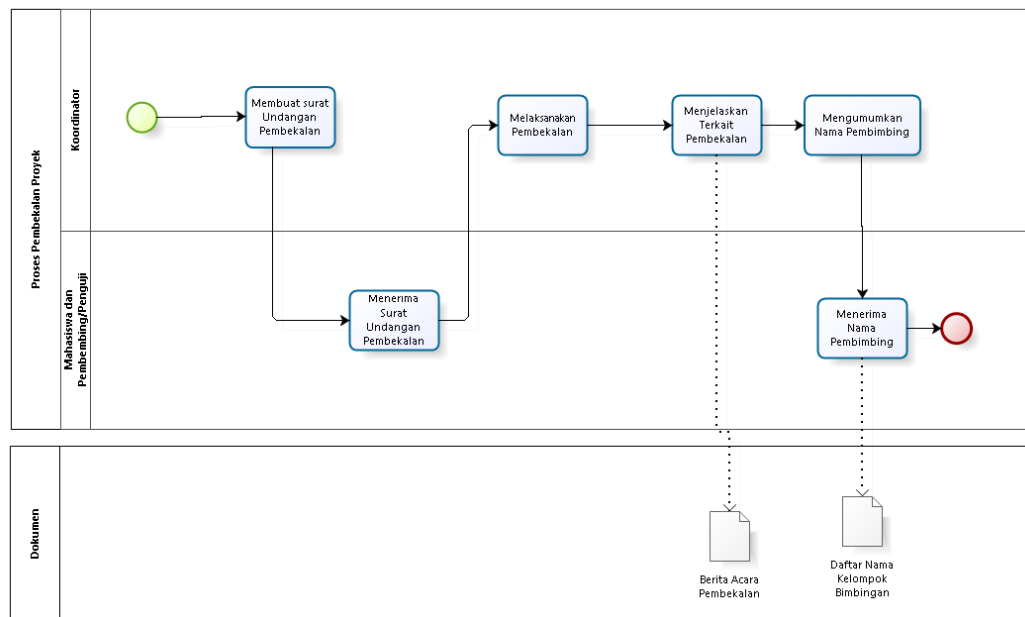 Proses Pembekalan Proyek
Koordinator
Membuat surat
Undangan
Pembekalan
Melaksanakan
Pembekalan
Menjelaskan
Terkait
Pembekalan
Mengumumkan
Nama Pembimbing
Mahasiswa dan
Pembembing/Penguji
Menerima
Surat
Undangan
Pembekalan
Menerima
Nama
Pembimbing
Dokumen
Berita Acara
Pembekalan
Daftar Nama
Kelompok
Bimbingan